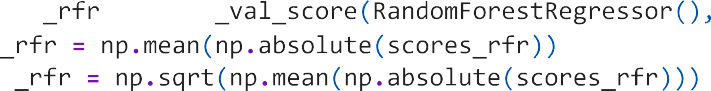 _rfr _val_score(RandomForestRegressor(),
_rfr = np.mean(np.absolute(scores_rfr))
_rfr = np.sqrt(np.mean(np.absolute(scores_rfr)))